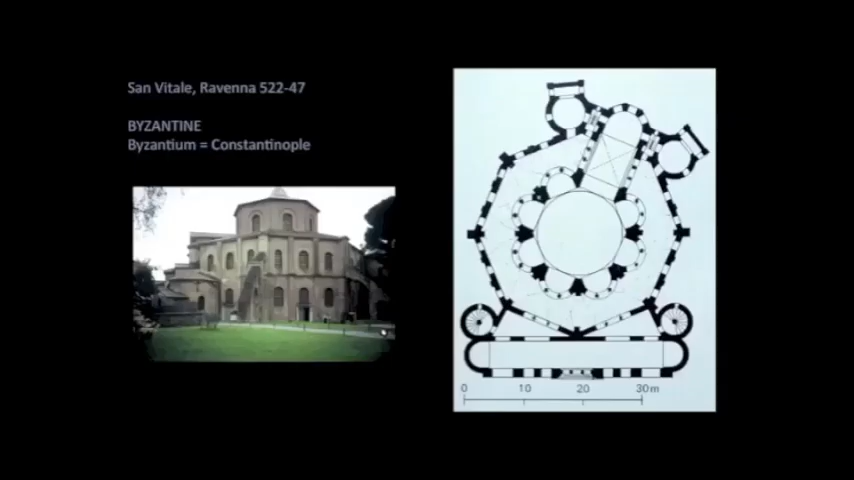 San Vitale, Ravenna 522-47
BYZANTINE
Byzantium = Constantinople
0 10 20 30m